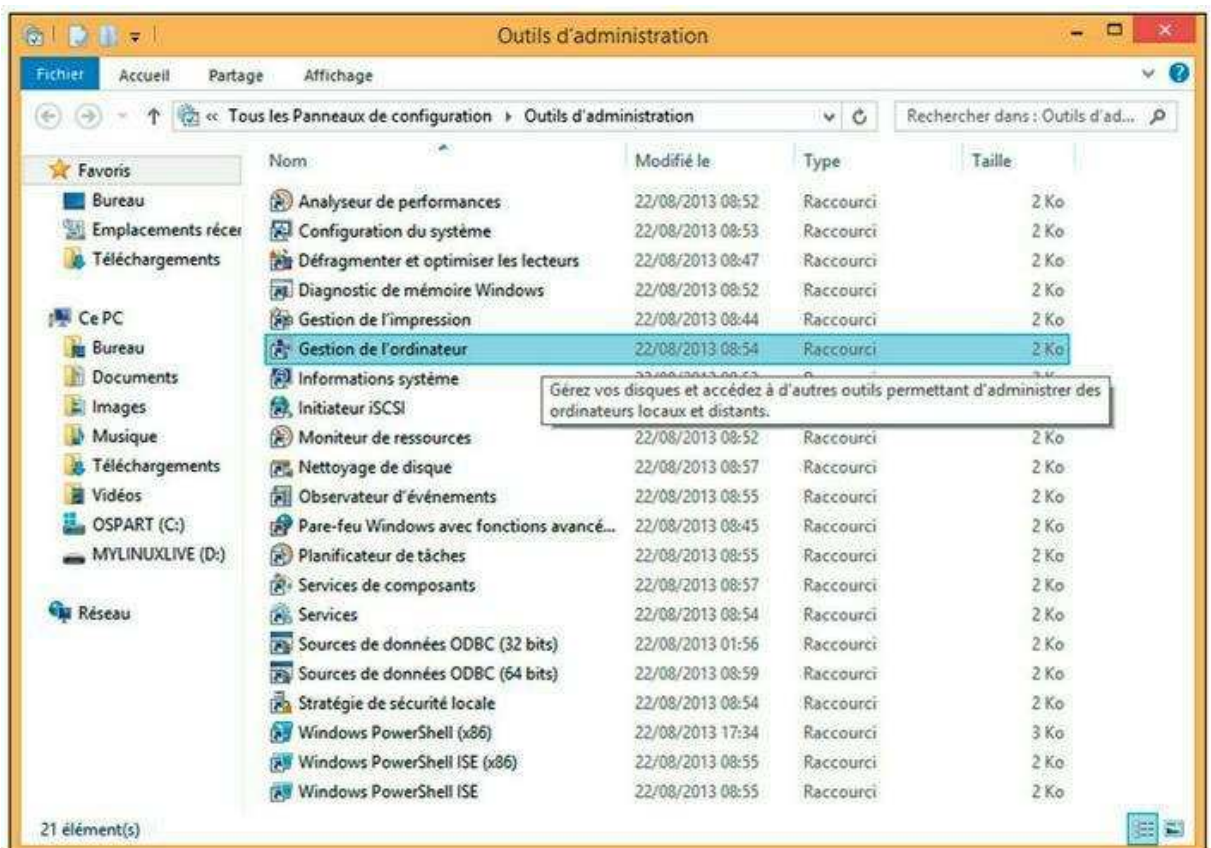 Outils d'administration
Fichier Accueil Partage Affichage
« Tous les Panneaux de configuration Outils d'administration Rechercher dans : Outils d'ad...
Nom Modifié le Type Taille
Favoris
Bureau
Emplacements récer
Téléchargements
Ce PC
Bureau
Documents
Images
Musique
Téléchargements
Vidéos
OSPART (C:)
MYLINUXLIVE (D:)
Réseau
Analyseur de performances 22/08/2013 08:52 Raccourci 2 Ko
Configuration du système 22/08/2013 08:53 Raccourci 2 Ko
Défragmenter et optimiser les lecteurs 22/08/2013 08:47 Raccourci 2 Ko
Diagnostic de mémoire Windows 22/08/2013 08:52 Raccourci 2 Ko
Gestion de l'impression 22/08/2013 08:44 Raccourci 2 Ko
Gestion de l'ordinateur 22/08/2013 08:54 Raccourci 2 Ko
Informations système
Gérez vos disques et accédez à d'autres outils permettant d'administrer des
ordinateurs locaux et distants.
Initiateur iSCSI
Moniteur de ressources 22/08/2013 08:52 Raccourci 2 Ko
Nettoyage de disque 22/08/2013 08:57 Raccourci 2 Ko
Observateur d'événements 22/08/2013 08:55 Raccourci 2 Ko
Pare-feu Windows avec fonctions avancé... 22/08/2013 08:45 Raccourci 2 Ko
Planificateur de tâches 22/08/2013 08:55 Raccourci 2 Ko
Services de composants 22/08/2013 08:57 Raccourci 2 Ko
Services 22/08/2013 08:54 Raccourci 2 Ko
Sources de données ODBC (32 bits) 22/08/2013 01:56 Raccourci 2 Ko
Sources de données ODBC (64 bits) 22/08/2013 08:59 Raccourci 2 Ko
Stratégie de sécurité locale 22/08/2013 08:54 Raccourci 2 Ko
Windows PowerShell (x86) 22/08/2013 17:34 Raccourci 3 Ko
Windows PowerShell ISE (x86) 22/08/2013 08:55 Raccourci 2 Ko
Windows PowerShell ISE 22/08/2013 08:55 Raccourci 2 Ko
21 élément(s)